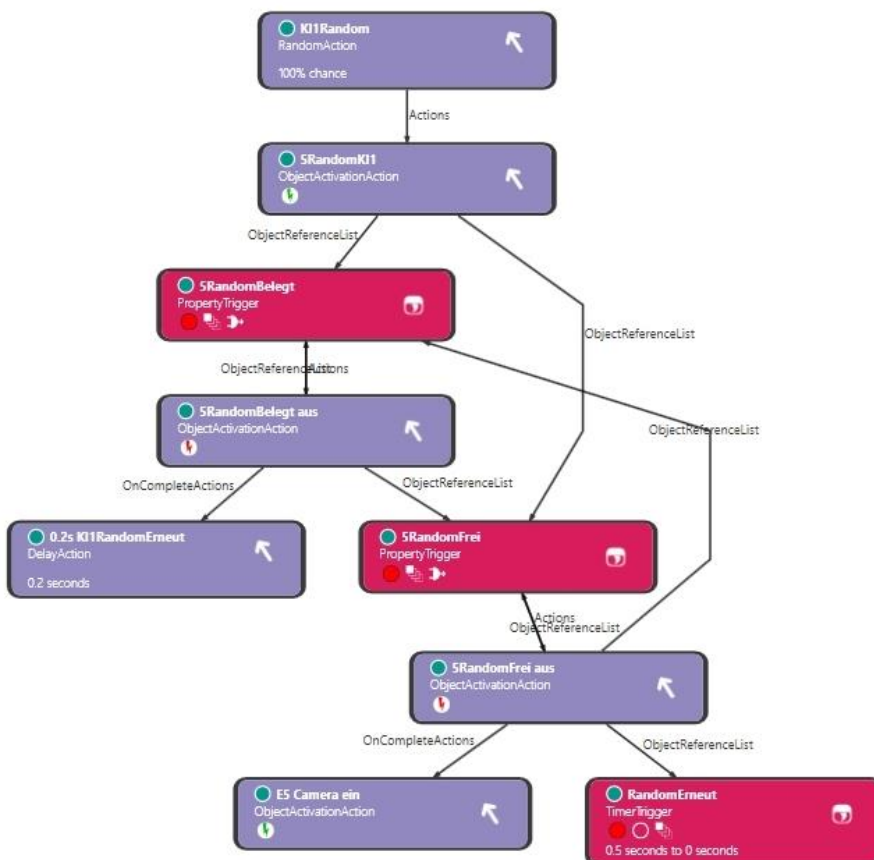 KI1Random
RandomAction
100% chance
Actions
5RandomKI1
ObjectActivationAction
ObjectReferenceList
5RandomBelegt
PropertyTrigger
ObjectReferenceList
ObjectReferenceList
Actions
5RandomBelegt aus
ObjectActivationAction
ObjectReferenceList
OnCompleteActions
ObjectReferenceList
0.2s KI1RandomErneut
DelayAction
0.2 seconds
5RandomFrei
PropertyTrigger
Actions
ObjectReferenceList
5RandomFrei aus
ObjectActivationAction
OnCompleteActions
ObjectReferenceList
E5 Camera ein
ObjectActivationAction
RandomErneut
TimerTrigger
0.5 seconds to 0 seconds